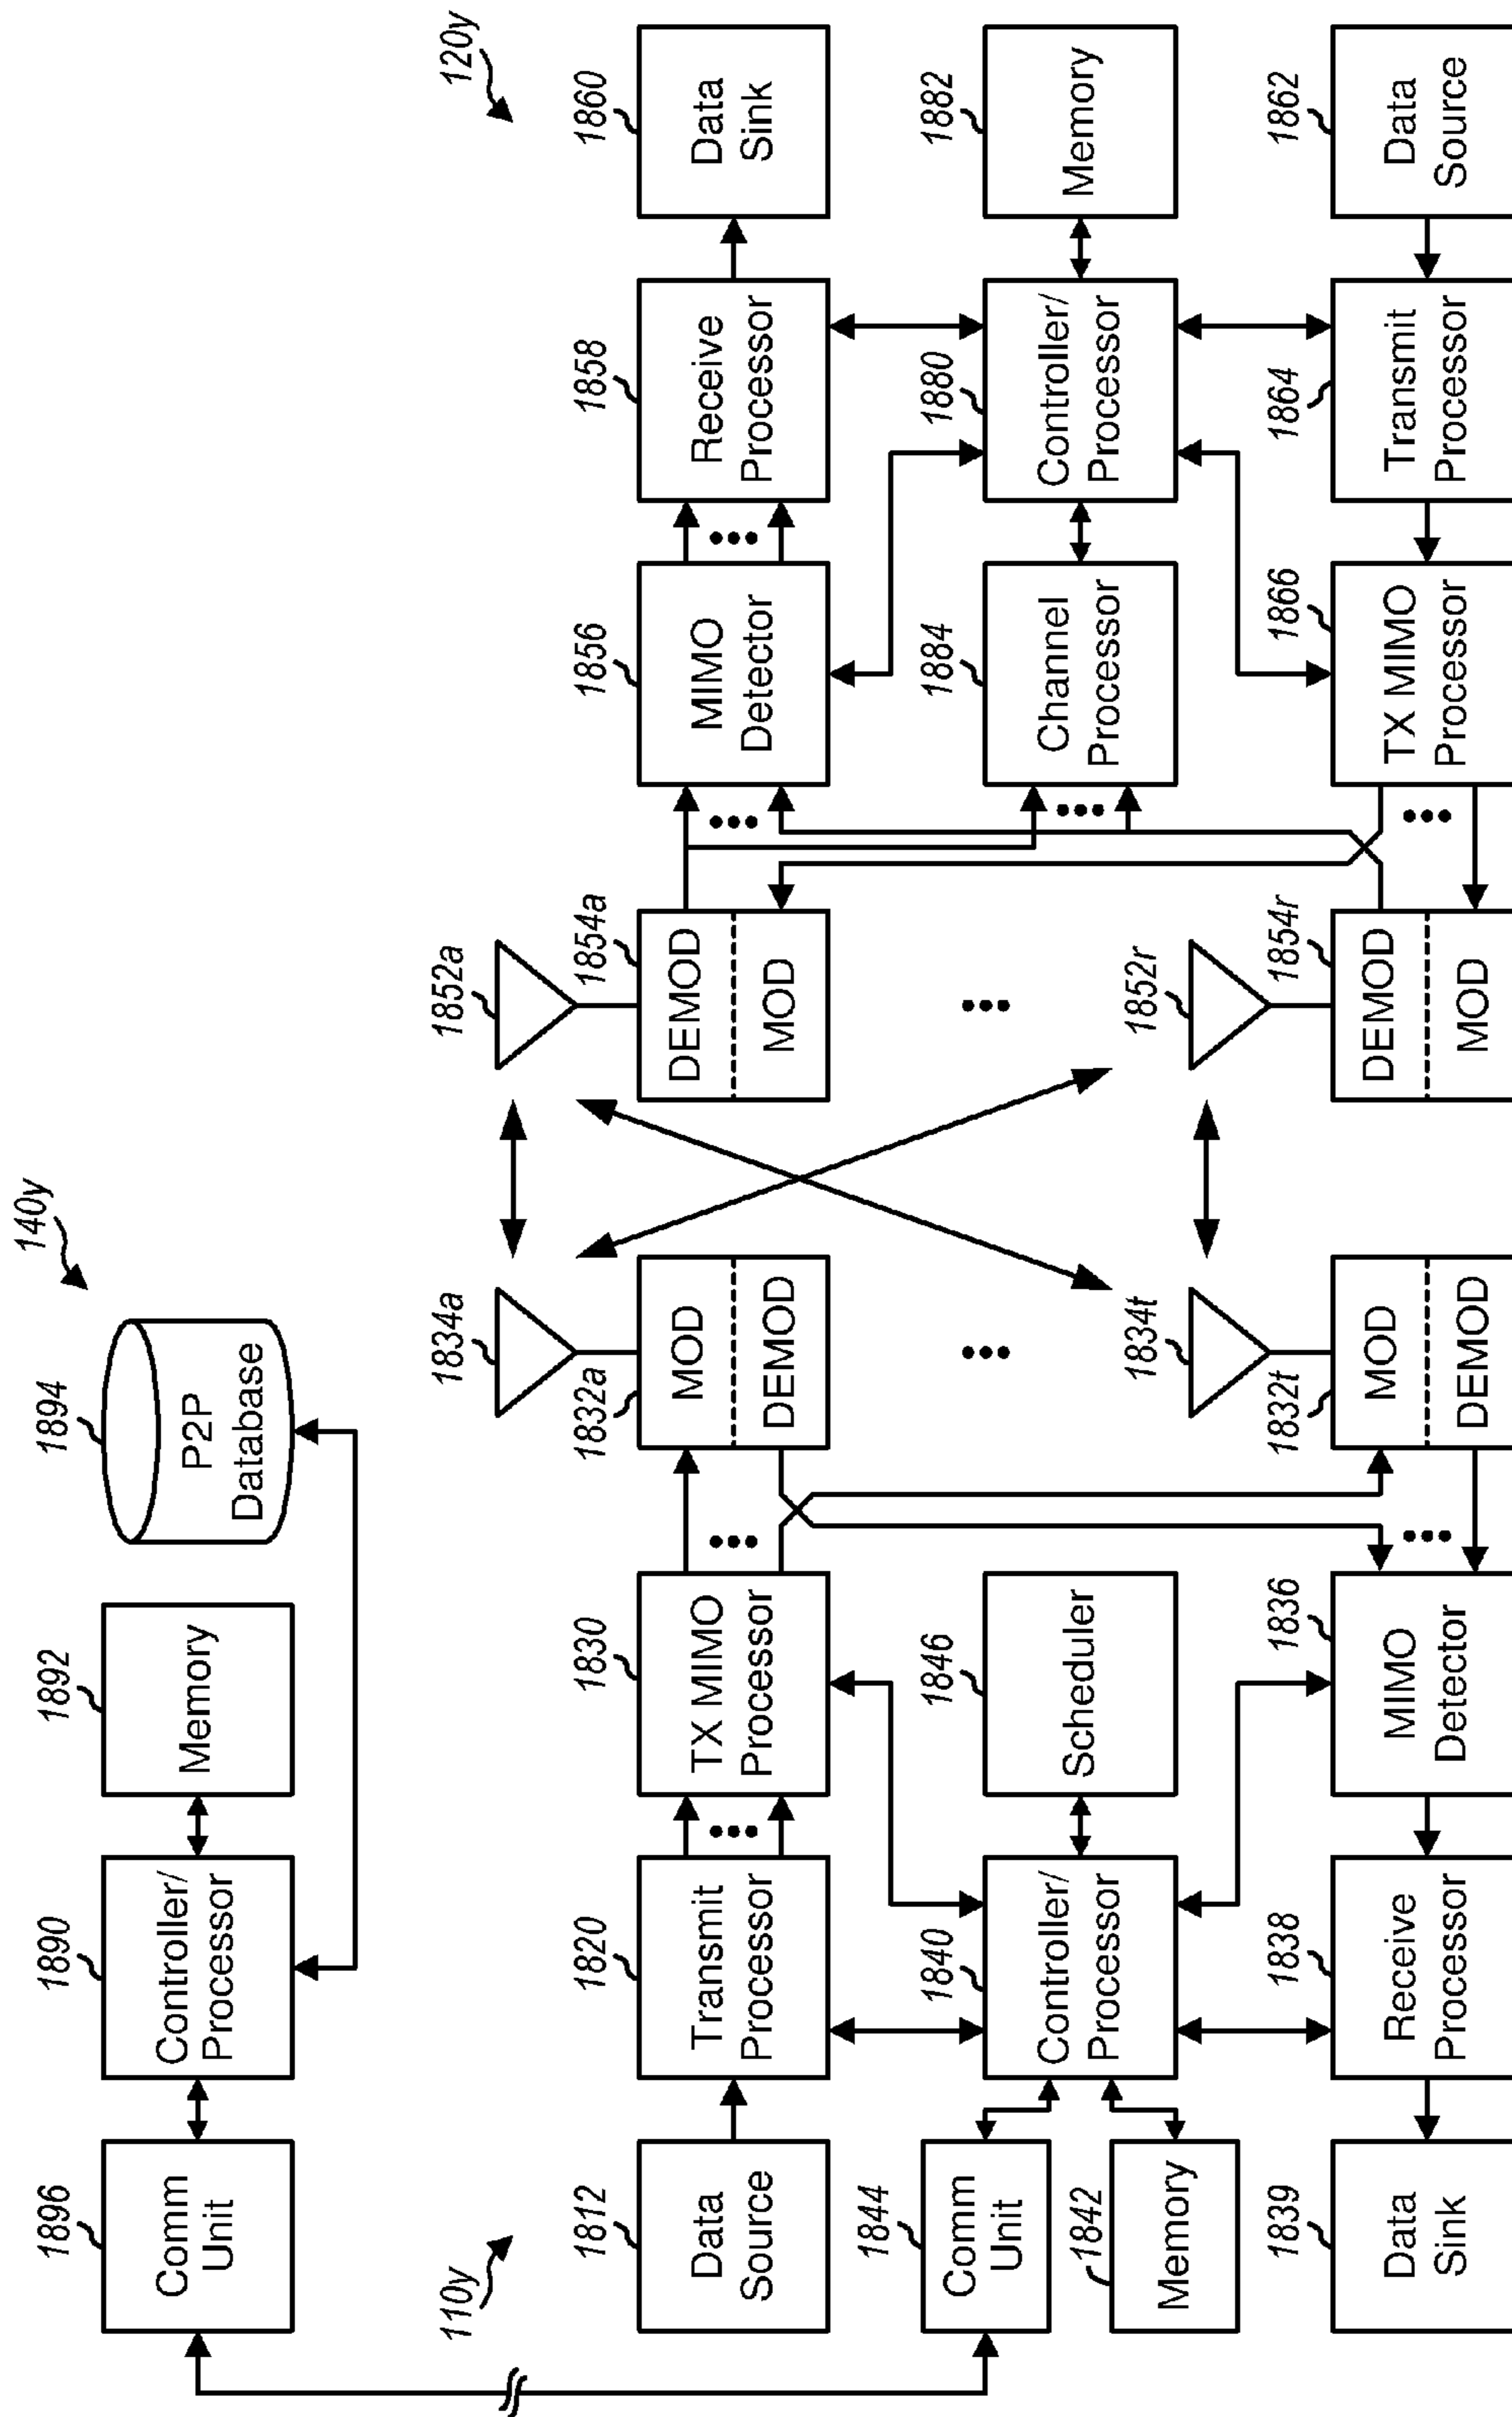 140y
1896
Comm
Unit
1890
Controller/
Processor
1892
Memory
1894
P2P
Database
110y
1812
Data
Source
1820
Transmit
Processor
1830
TX MIMO
Processor
1832a
MOD
DEMOD
1834a
1844
Comm
Unit
1842
Memory
1840
Controller/
Processor
1846
Scheduler
1839
Data
Sink
1838
Receive
Processor
1836
MIMO
Detector
1832t
MOD
DEMOD
1834t
120y
1852a
1854a
DEMOD
MOD
1856
MIMO
Detector
1858
Receive
Processor
1860
Data
Sink
1884
Channel
Processor
1880
Controller/
Processor
1882
Memory
1852r
1854r
DEMOD
MOD
1866
TX MIMO
Processor
1864
Transmit
Processor
1862
Data
Source